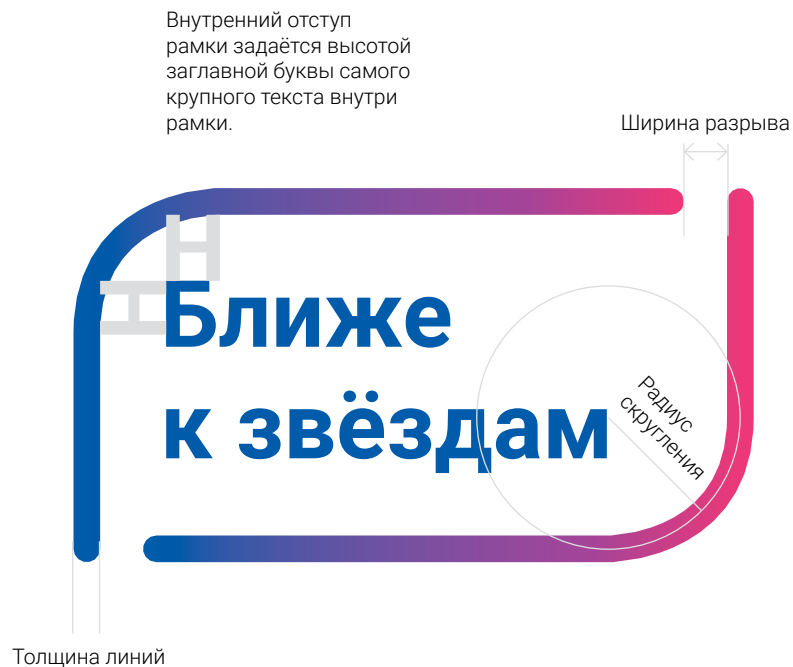 Внутренний отступ
рамки задаётся высотой
заглавной буквы самого
крупного текста внутри
рамки.
Ширина разрыва
Ближе
к звёздам
Радиус
скругления
Толщина линий